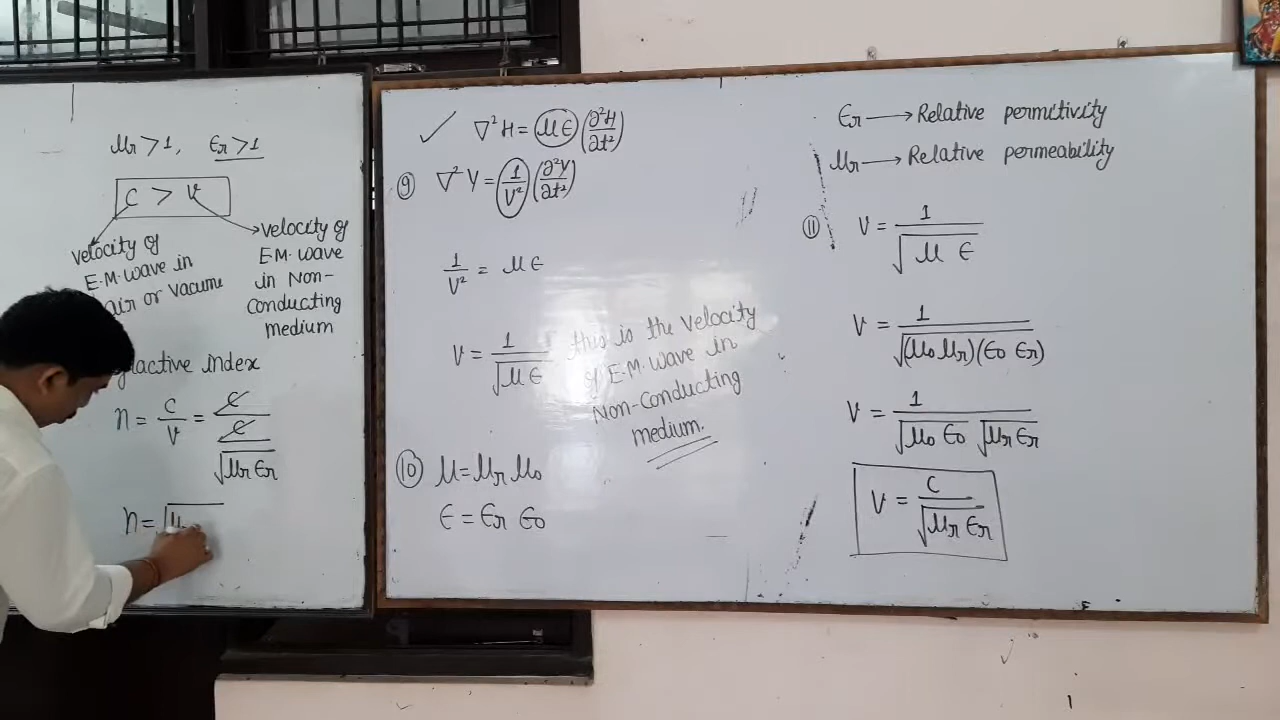 μr >1, ϵr >1
C > V
velocity of
E.M. wave in
air or vacume
velocity of
E.M. wave
in Non-
conducting
medium
active index
n = C/V = C/(C/√(μr ϵr))
n = √μ
✓ ∇²H = μϵ (∂²H/∂t²)
⑨ ∇²Y = 1/V² (∂²Y/∂t²)
1/V² = μϵ
V = 1/√(μϵ)
this is the velocity
of E.M. wave in
Non-conducting
medium.
⑩ μ = μr μ0
ϵ = ϵr ϵ0
ϵr → Relative permitivity
μr → Relative permeability
⑪ V = 1/√(μ ϵ)
V = 1/√((μ0 μr)(ϵ0 ϵr))
V = 1/(√(μ0 ϵ0) √(μr ϵr))
V = C/√(μr ϵr)